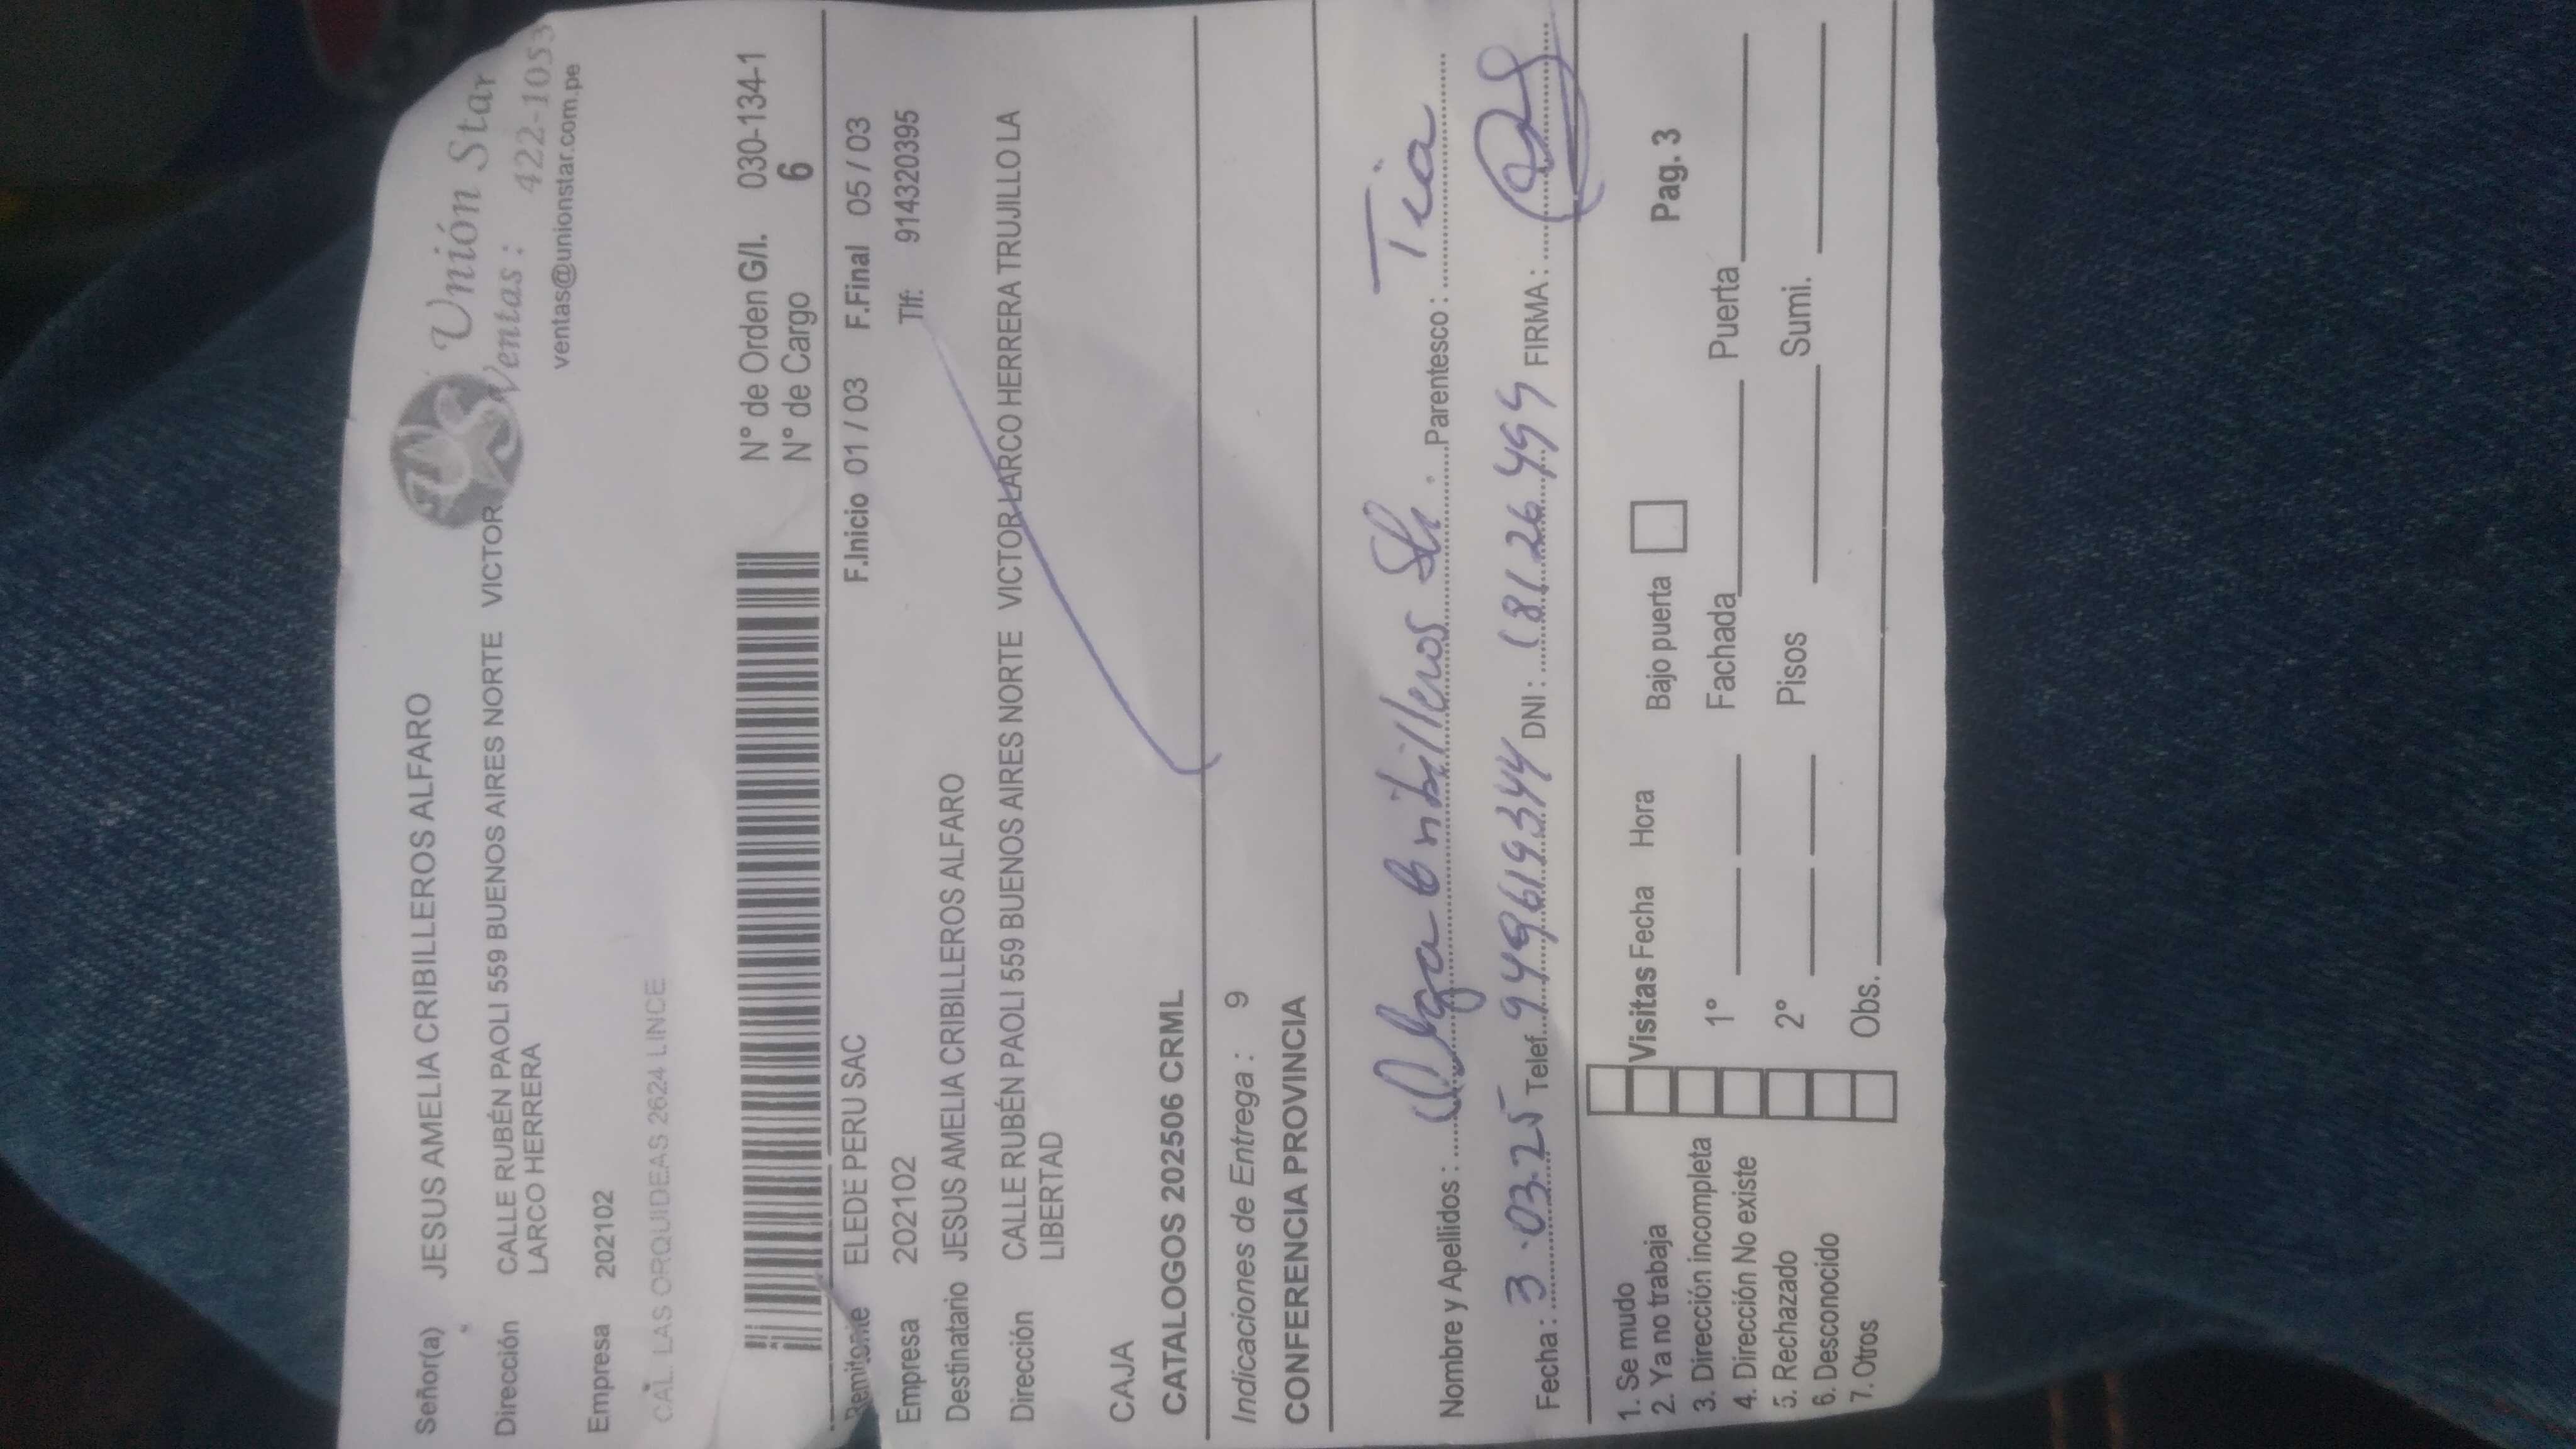 Señor(a) JESUS AMELIA CRIBILLEROS ALFARO
Unión Star
Ventas: 422-1053
ventas@unionstar.com.pe
Dirección CALLE RUBÉN PAOLI 559 BUENOS AIRES NORTE VICTOR
LARCO HERRERA
Empresa 202102
CAL. LAS ORQUIDEAS 2624 LINCE
N° de Orden G/I. 030-134-1
N° de Cargo 6
Remitente ELEDE PERU SAC F.Inicio 01 / 03 F.Final 05 / 03
Empresa 202102 Tlf: 914320395
Destinatario JESUS AMELIA CRIBILLEROS ALFARO
Dirección CALLE RUBÉN PAOLI 559 BUENOS AIRES NORTE VICTOR LARCO HERRERA TRUJILLO LA
LIBERTAD
CAJA
CATALOGOS 202506 CRML
Indicaciones de Entrega : 9
CONFERENCIA PROVINCIA
Nombre y Apellidos : Olga Cribilleros Sh. Parentesco : Tia
Fecha : 3.03.25 Telef. 949619344 DNI : FIRMA :
1. Se mudo
2. Ya no trabaja Visitas Fecha Hora Bajo puerta Pag. 3
3. Dirección incompleta 1° Fachada Puerta
4. Dirección No existe
5. Rechazado 2° Pisos Sumi.
6. Desconocido
7. Otros Obs.